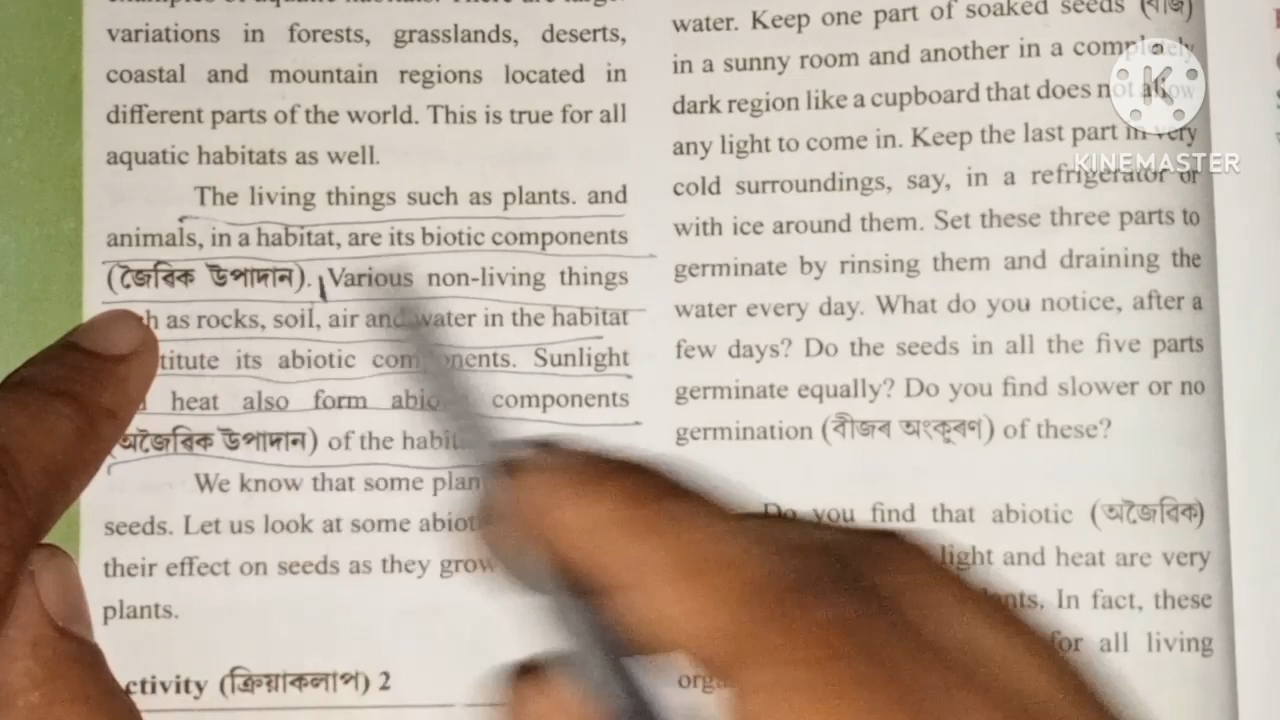 variations in forests, grasslands, deserts,
coastal and mountain regions located in
different parts of the world. This is true for all
aquatic habitats as well.
The living things such as plants. and
animals, in a habitat, are its biotic components
(জৈৱিক উপাদান). Various non-living things
as rocks, soil, air and water in the habitat
its abiotic components. Sunlight
heat also form components
(অজৈৱিক উপাদান) of the
We know that some
seeds. Let us look at some
their effect on seeds as they
plants.
ctivity (ক্ৰিয়াকলাপ) 2
water. Keep one part of soaked seeds (বীজ)
in a sunny room and another in a completely
dark region like a cupboard that does not allow
any light to come in. Keep the last part in very
cold surroundings, say, in a refrigerator or
with ice around them. Set these three parts to
germinate by rinsing them and draining the
water every day. What do you notice, after a
few days? Do the seeds in all the five parts
germinate equally? Do you find slower or no
germination (বীজৰ অংকুৰণ) of these?
Do you find that abiotic (অজৈৱিক)
light and heat are very
In fact, these
for all living
K
KINEMASTER